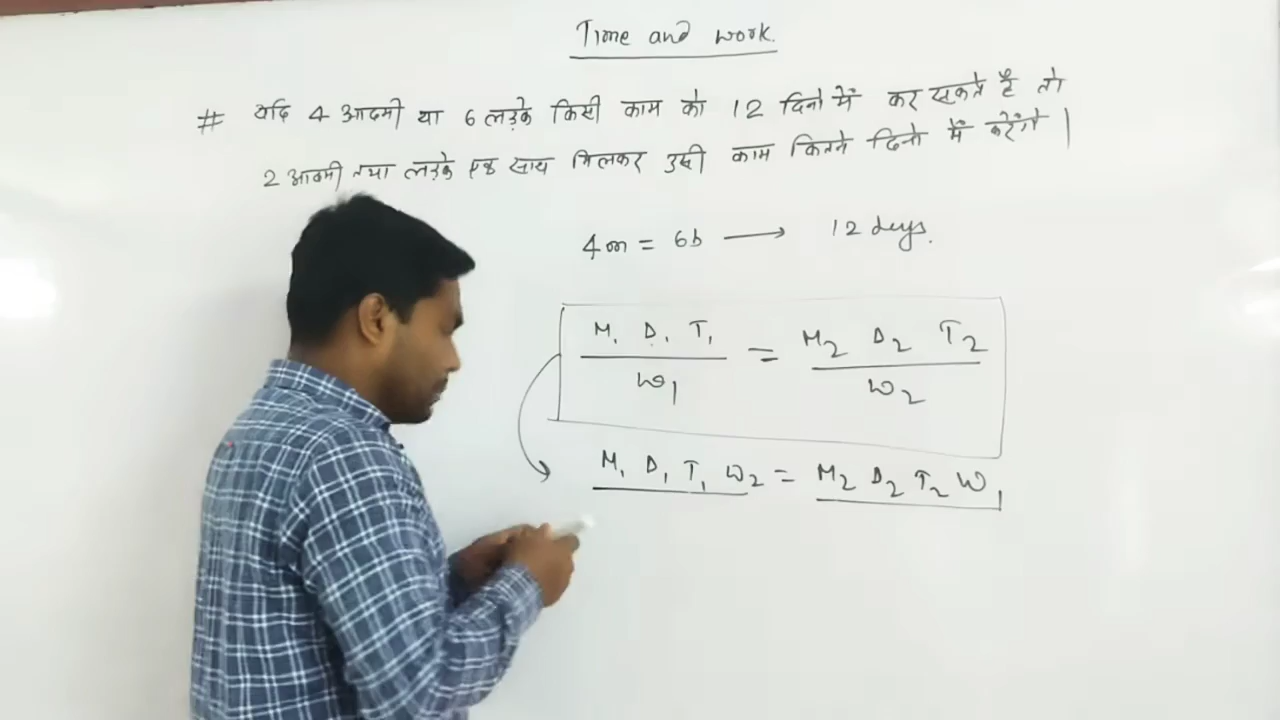 Time and work.
# यदि 4 आदमी या 6 लड़के किसी काम को 12 दिनो में कर सकते है तो
2 आदमी तथा लड़के एक साथ मिलकर उसी काम कितने दिनो में करेंगे |
4m = 6b ⟶ 12 days.
M₁ D₁ T₁ / W₁ = M₂ D₂ T₂ / W₂
M₁ D₁ T₁ W₂ = M₂ D₂ T₂ W₁